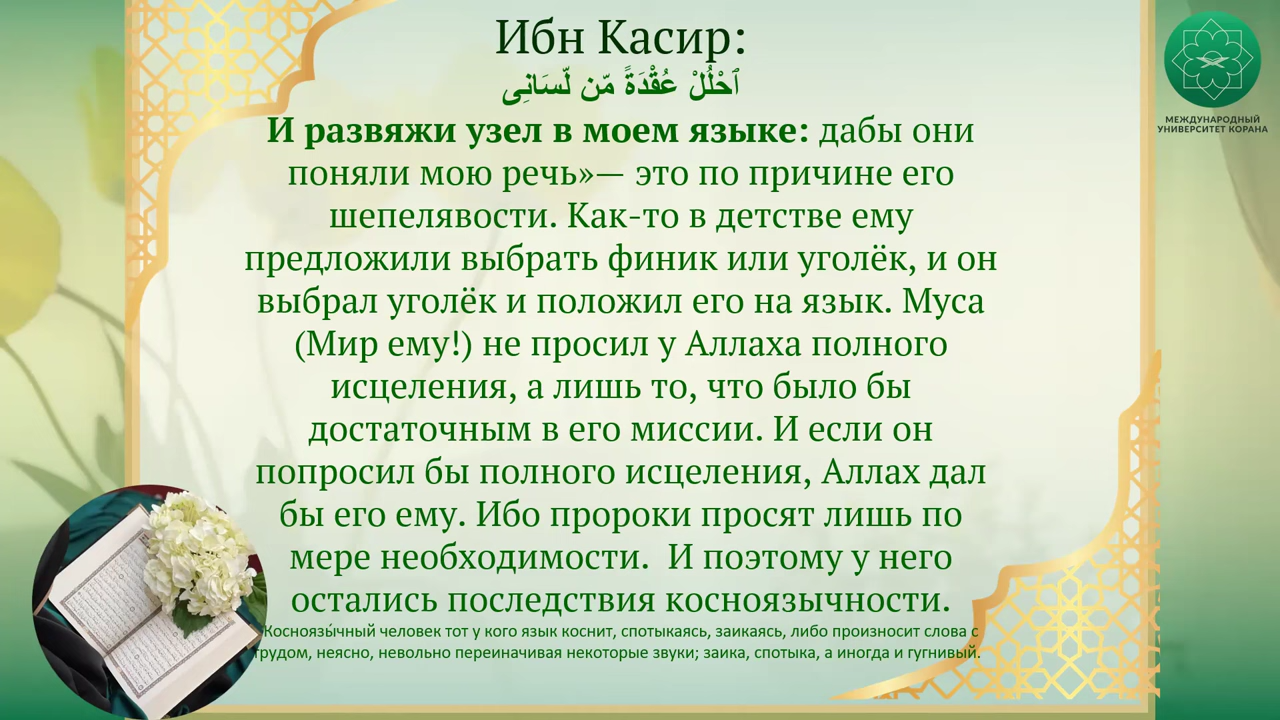 Ибн Касир:
ٱحْلُلْ عُقْدَةً مِّن لِّسَانِى
И развяжи узел в моем языке: дабы они
поняли мою речь»— это по причине его
шепелявости. Как-то в детстве ему
предложили выбрать финик или уголёк, и он
выбрал уголёк и положил его на язык. Муса
(Мир ему!) не просил у Аллаха полного
исцеления, а лишь то, что было бы
достаточным в его миссии. И если он
попросил бы полного исцеления, Аллах дал
бы его ему. Ибо пророки просят лишь по
мере необходимости.  И поэтому у него
остались последствия косноязычности.
Косноязы́чный человек тот у кого язык коснит, спотыкаясь, заикаясь, либо произносит слова с
трудом, неясно, невольно переиначивая некоторые звуки; заика, спотыка, а иногда и гугнивый.
МЕЖДУНАРОДНЫЙ
УНИВЕРСИТЕТ КОРАНА